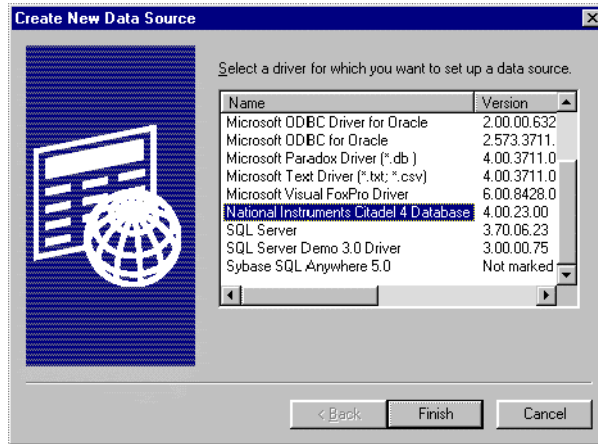 Create New Data Source
Select a driver for which you want to set up a data source.
Name Version
Microsoft ODBC Driver for Oracle 2.00.00.632
Microsoft ODBC for Oracle 2.573.3711.
Microsoft Paradox Driver (*.db ) 4.00.3711.0
Microsoft Text Driver (*.txt; *.csv) 4.00.3711.0
Microsoft Visual FoxPro Driver 6.00.8428.0
National Instruments Citadel 4 Database 4.00.23.00
SQL Server 3.70.06.23
SQL Server Demo 3.0 Driver 3.00.00.75
Sybase SQL Anywhere 5.0 Not marked
< Back Finish Cancel